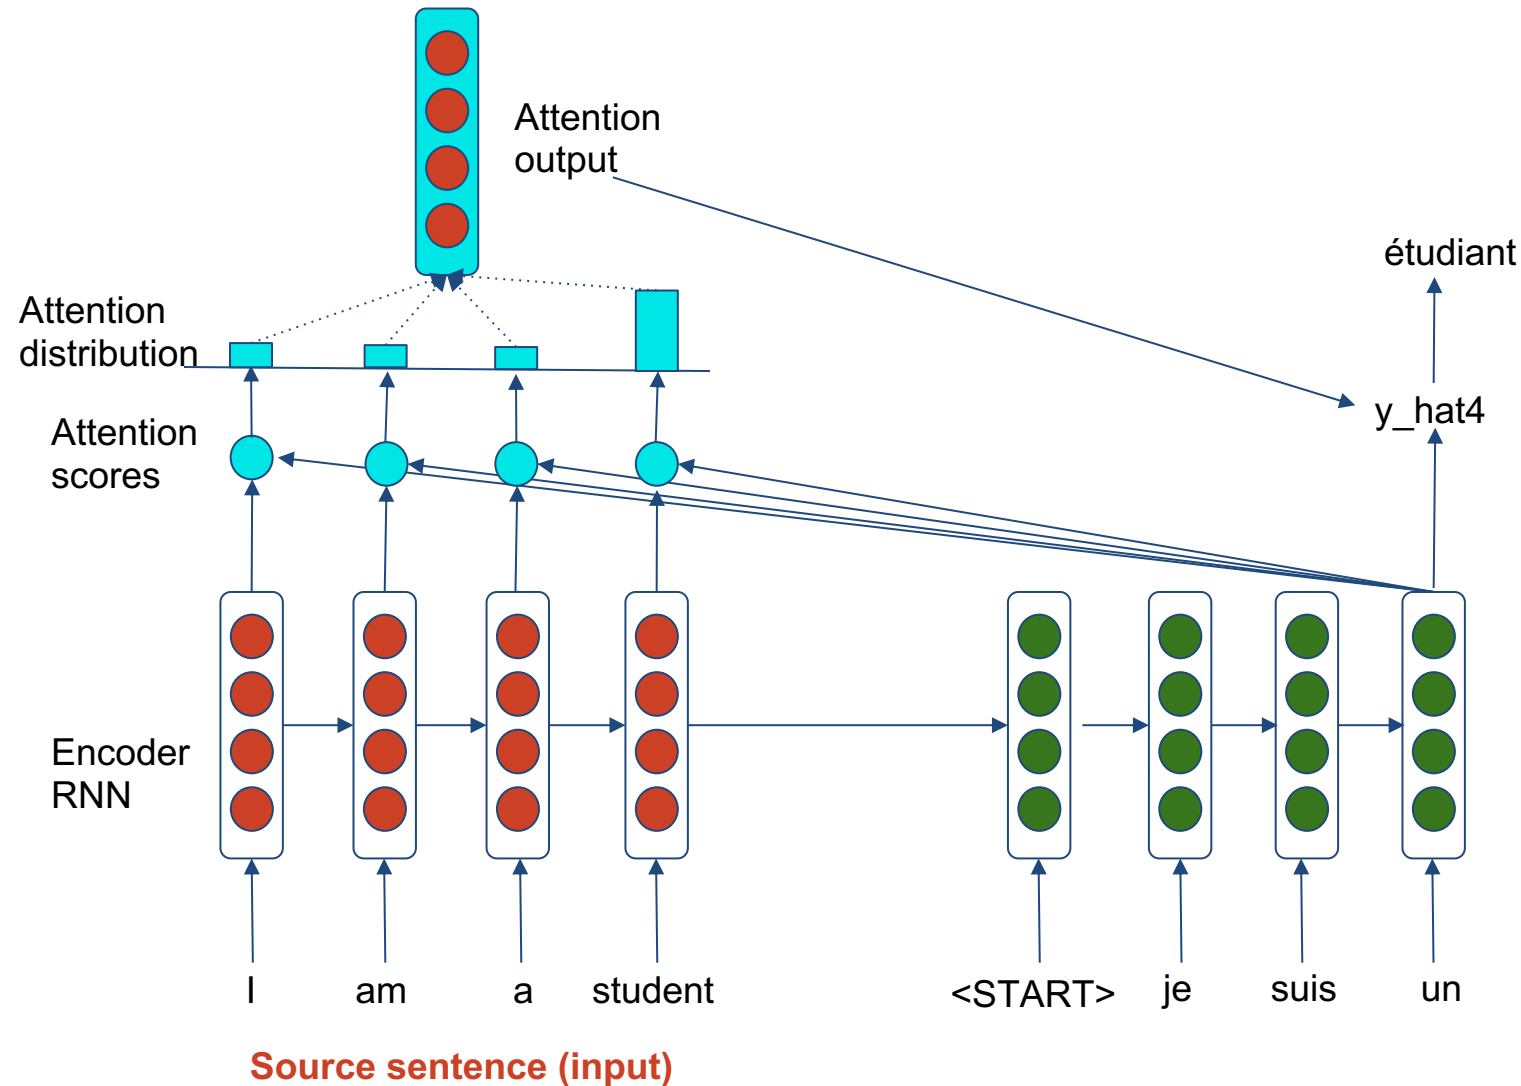 Attention
output
étudiant
Attention
distribution
y_hat4
Attention
scores
Encoder
RNN
I am a student <START> je suis un
Source sentence (input)